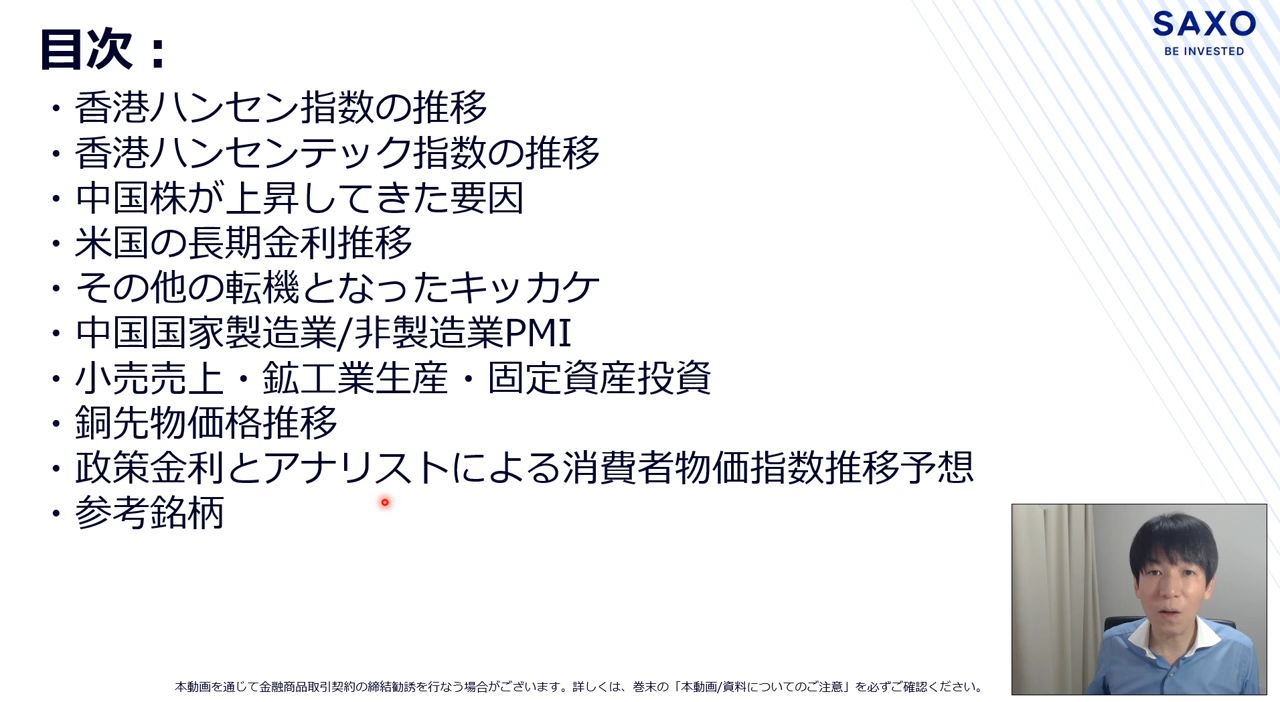 目次：
SAXO
BE INVESTED
・香港ハンセン指数の推移
・香港ハンセンテック指数の推移
・中国株が上昇してきた要因
・米国の長期金利推移
・その他の転機となったキッカケ
・中国国家製造業/非製造業PMI
・小売売上・鉱工業生産・固定資産投資
・銅先物価格推移
・政策金利とアナリストによる消費者物価指数推移予想
・参考銘柄
本動画を通じて金融商品取引契約の締結勧誘を行なう場合がございます。詳しくは、巻末の「本動画/資料についてのご注意」を必ずご確認ください。